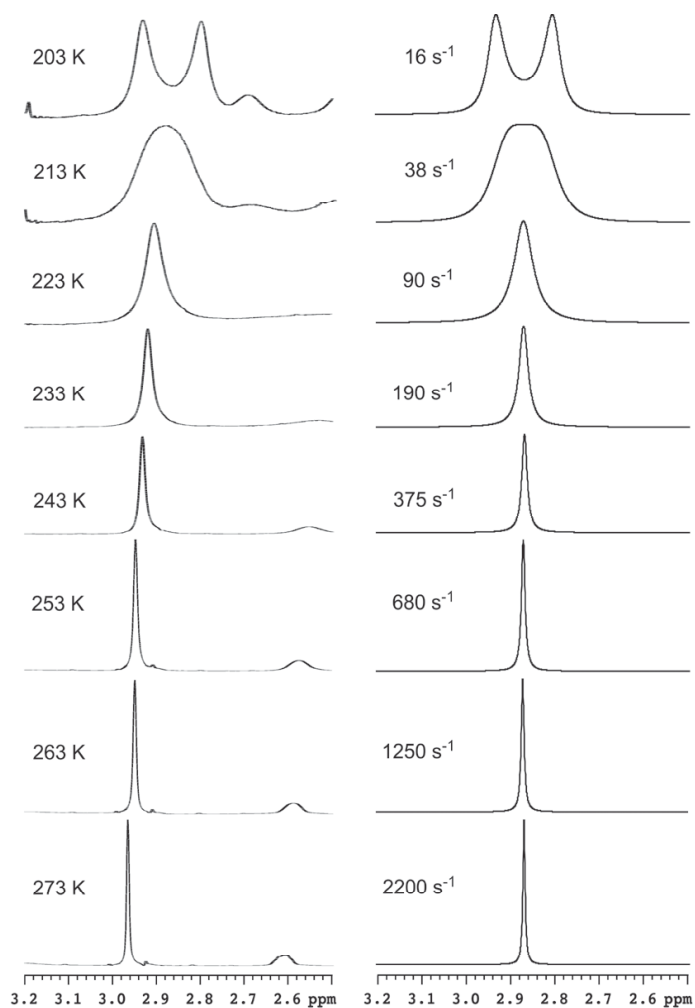 203 K 16 s⁻¹
213 K 38 s⁻¹
223 K 90 s⁻¹
233 K 190 s⁻¹
243 K 375 s⁻¹
253 K 680 s⁻¹
263 K 1250 s⁻¹
273 K 2200 s⁻¹
3.2 3.1 3.0 2.9 2.8 2.7 2.6 ppm 3.2 3.1 3.0 2.9 2.8 2.7 2.6 ppm